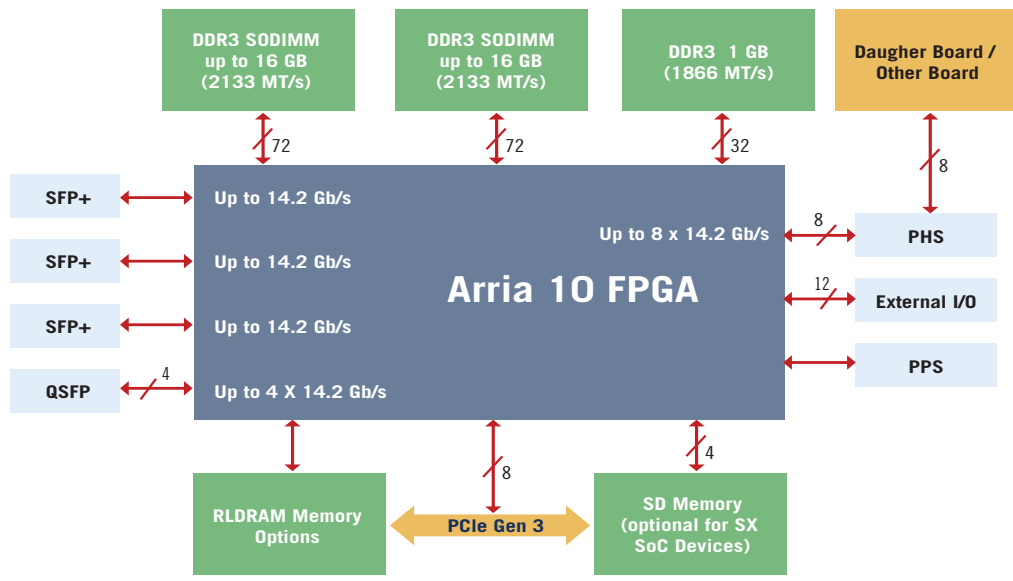 DDR3 SODIMM
up to 16 GB
(2133 MT/s)
DDR3 SODIMM
up to 16 GB
(2133 MT/s)
DDR3 1 GB
(1866 MT/s)
Daugher Board /
Other Board
72
72
32
8
SFP+
Up to 14.2 Gb/s
SFP+
Up to 14.2 Gb/s
SFP+
Up to 14.2 Gb/s
QSFP
4
Up to 4 X 14.2 Gb/s
Arria 10 FPGA
Up to 8 x 14.2 Gb/s
8
PHS
12
External I/O
PPS
8
4
RLDRAM Memory
Options
PCIe Gen 3
SD Memory
(optional for SX
SoC Devices)